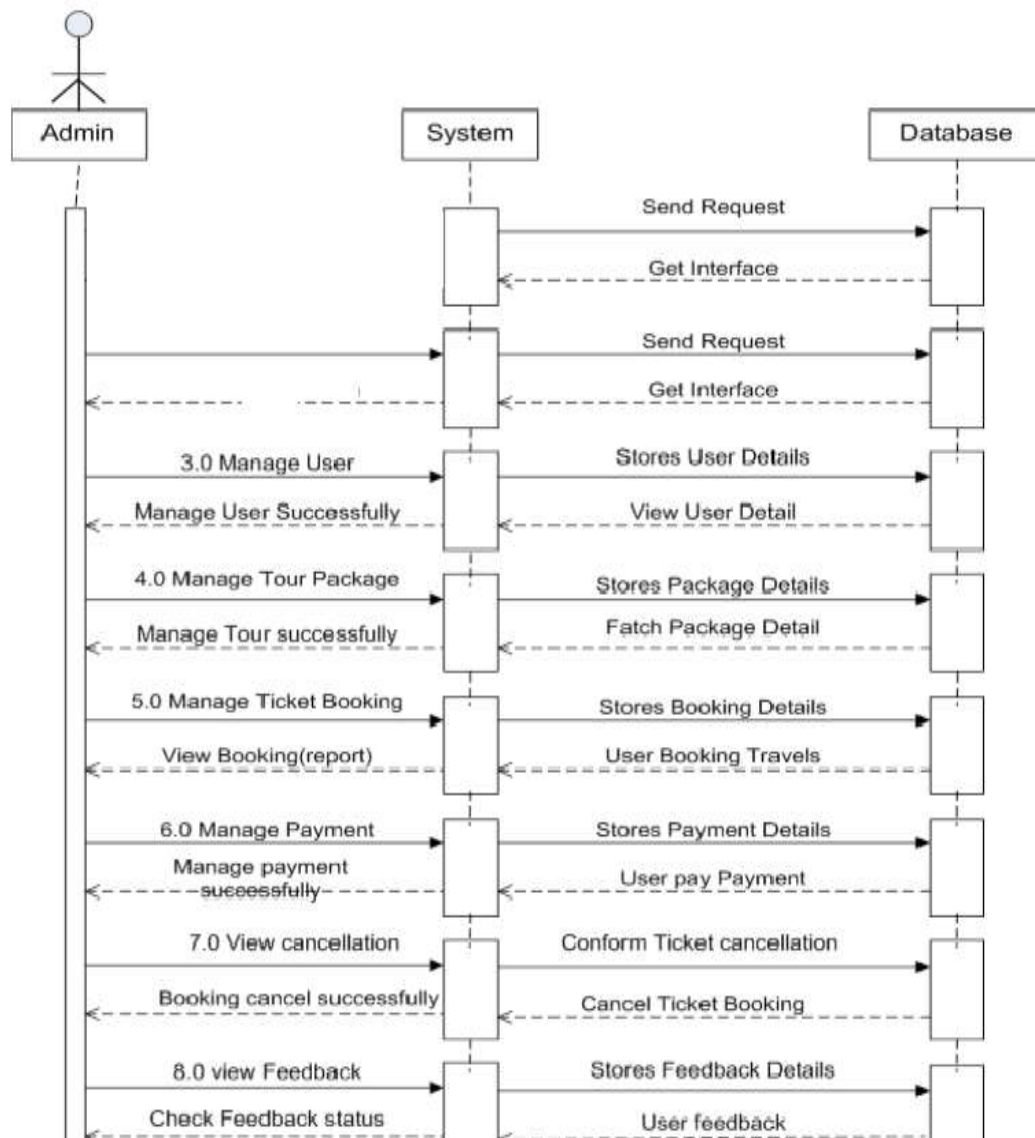 Admin
System
Database
Send Request
Get Interface
Send Request
Get Interface
3.0 Manage User
Stores User Details
Manage User Successfully
View User Detail
4.0 Manage Tour Package
Stores Package Details
Manage Tour successfully
Fatch Package Detail
5.0 Manage Ticket Booking
Stores Booking Details
View Booking(report)
User Booking Travels
6.0 Manage Payment
Stores Payment Details
Manage payment
successfully
User pay Payment
7.0 View cancellation
Conform Ticket cancellation
Booking cancel successfully
Cancel Ticket Booking
8.0 view Feedback
Stores Feedback Details
Check Feedback status
User feedback